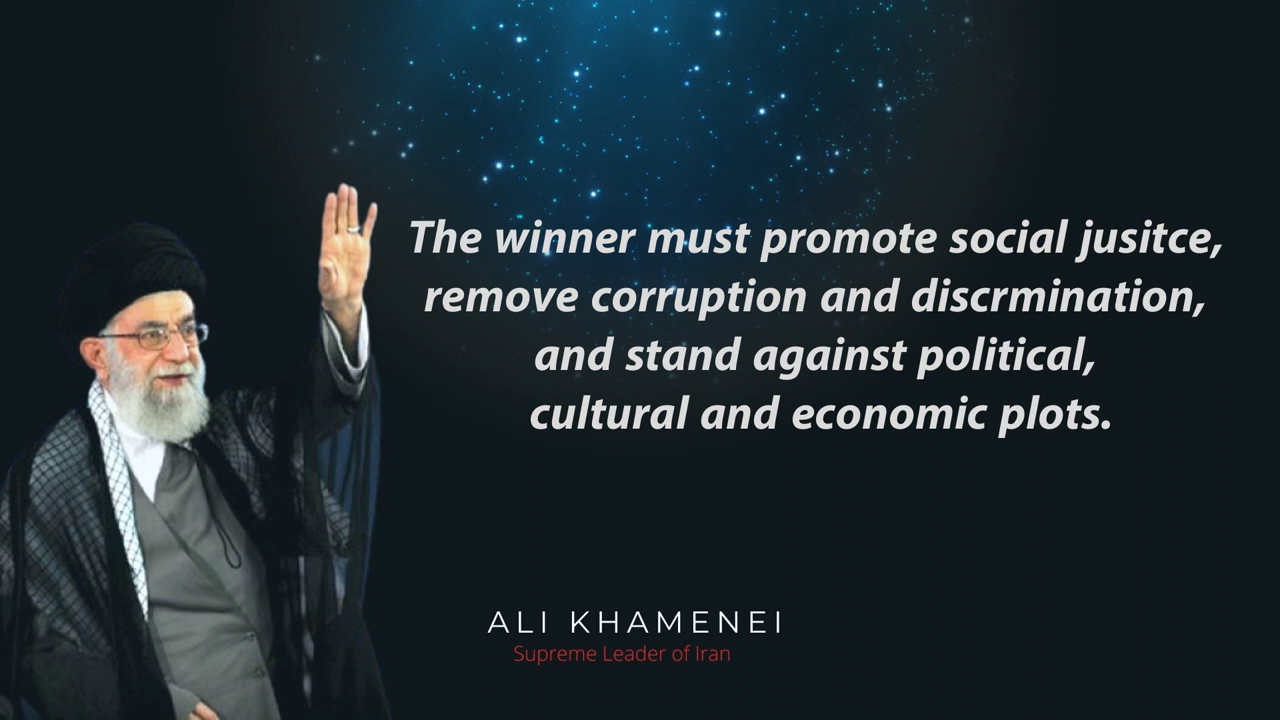 The winner must promote social jusitce,
remove corruption and discrmination,
and stand against political,
cultural and economic plots.
ALI KHAMENEI
Supreme Leader of Iran